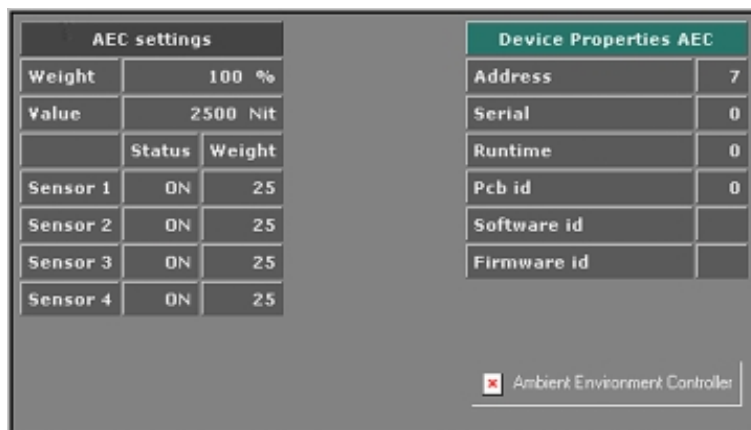 AEC settings
Weight 100 %
Value 2500 Nit
Status Weight
Sensor 1 ON 25
Sensor 2 ON 25
Sensor 3 ON 25
Sensor 4 ON 25
Device Properties AEC
Address 7
Serial 0
Runtime 0
Pcb id 0
Software id
Firmware id
Ambient Environment Controller